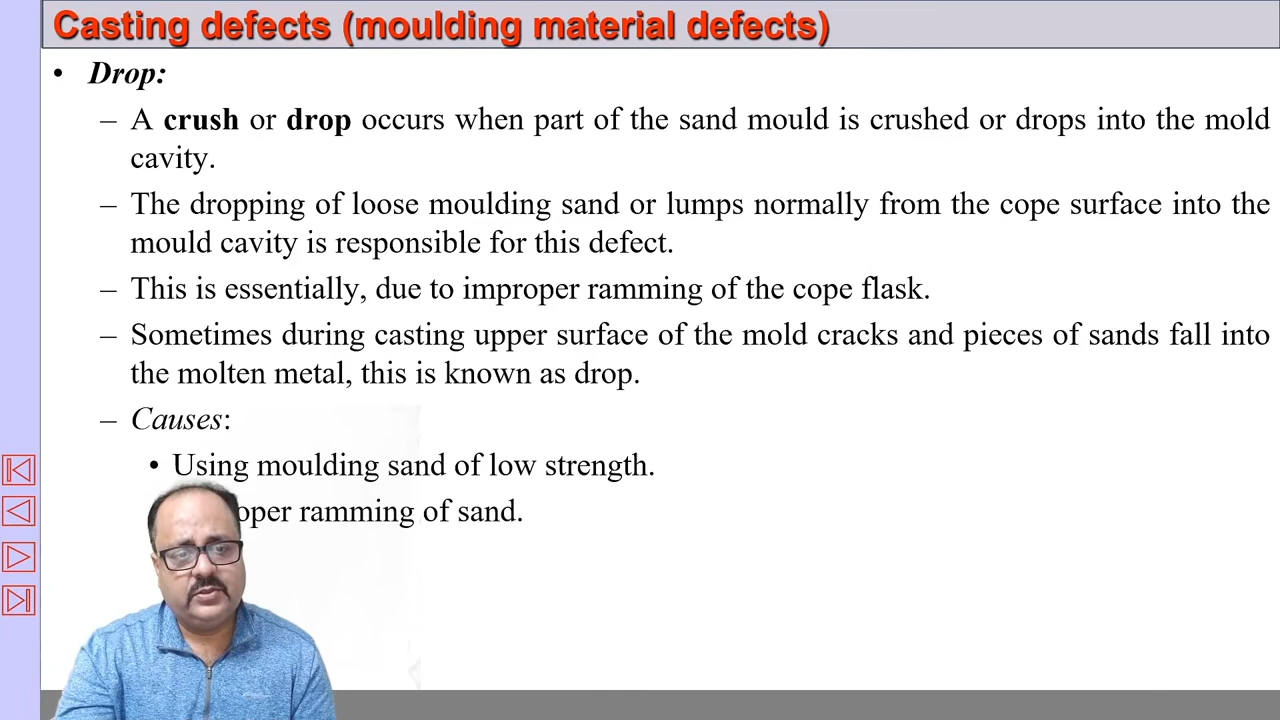 Casting defects (moulding material defects)
• Drop:
– A crush or drop occurs when part of the sand mould is crushed or drops into the mold
cavity.
– The dropping of loose moulding sand or lumps normally from the cope surface into the
mould cavity is responsible for this defect.
– This is essentially, due to improper ramming of the cope flask.
– Sometimes during casting upper surface of the mold cracks and pieces of sands fall into
the molten metal, this is known as drop.
– Causes:
• Using moulding sand of low strength.
ramming of sand.